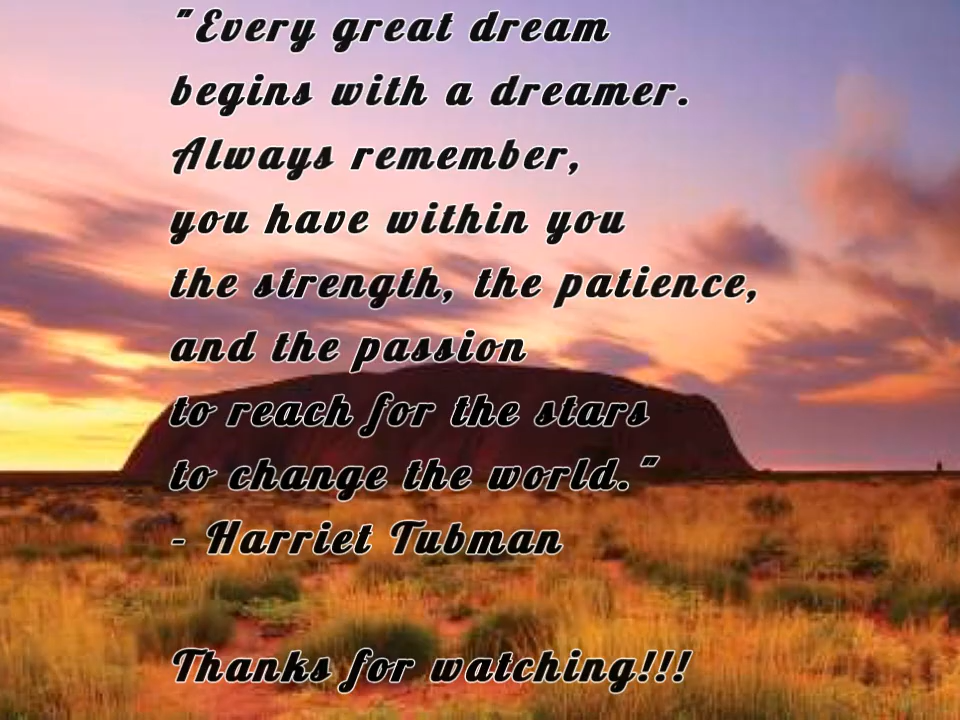 "Every great dream
begins with a dreamer.
Always remember,
you have within you
the strength, the patience,
and the passion
to reach for the stars
to change the world."
- Harriet Tubman
Thanks for watching!!!